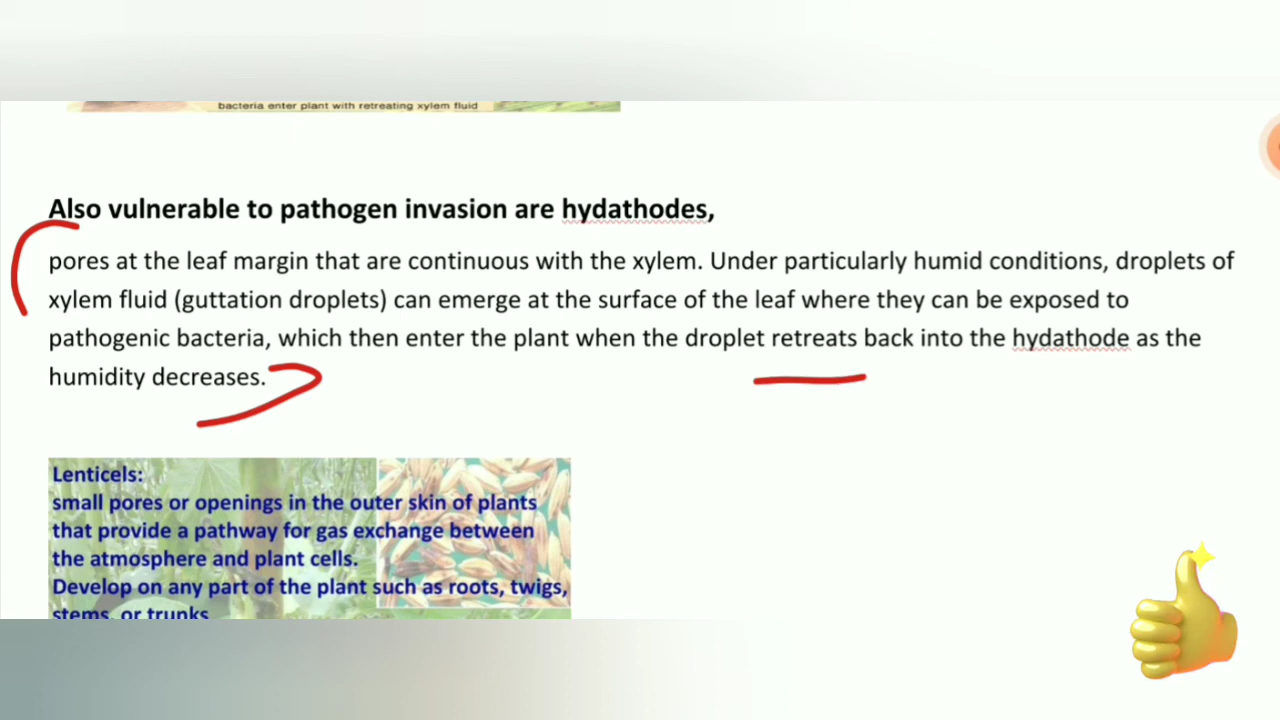 bacteria enter plant with retreating xylem fluid
Also vulnerable to pathogen invasion are hydathodes,
pores at the leaf margin that are continuous with the xylem. Under particularly humid conditions, droplets of
xylem fluid (guttation droplets) can emerge at the surface of the leaf where they can be exposed to
pathogenic bacteria, which then enter the plant when the droplet retreats back into the hydathode as the
humidity decreases.
Lenticels:
small pores or openings in the outer skin of plants
that provide a pathway for gas exchange between
the atmosphere and plant cells.
Develop on any part of the plant such as roots, twigs,
stems, or trunks